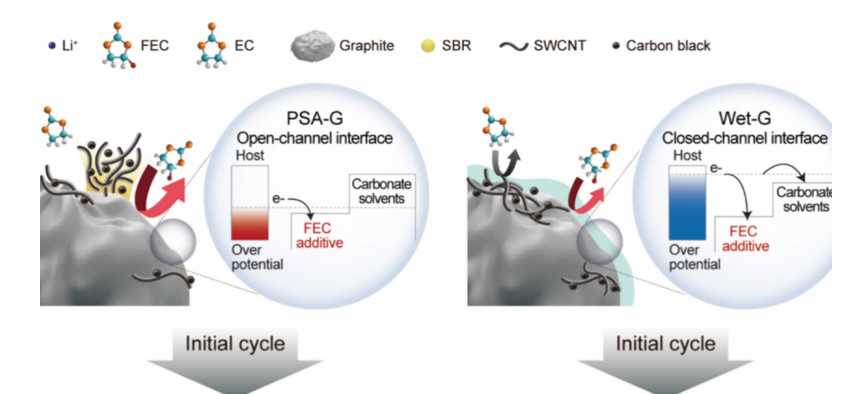 Li⁺ FEC EC Graphite SBR SWCNT Carbon black
PSA-G
Open-channel interface
Host
e-
Carbonate
solvents
FEC
additive
Over
potential
Initial cycle
Wet-G
Closed-channel interface
Host
e-
Carbonate
solvents
FEC
additive
Over
potential
Initial cycle